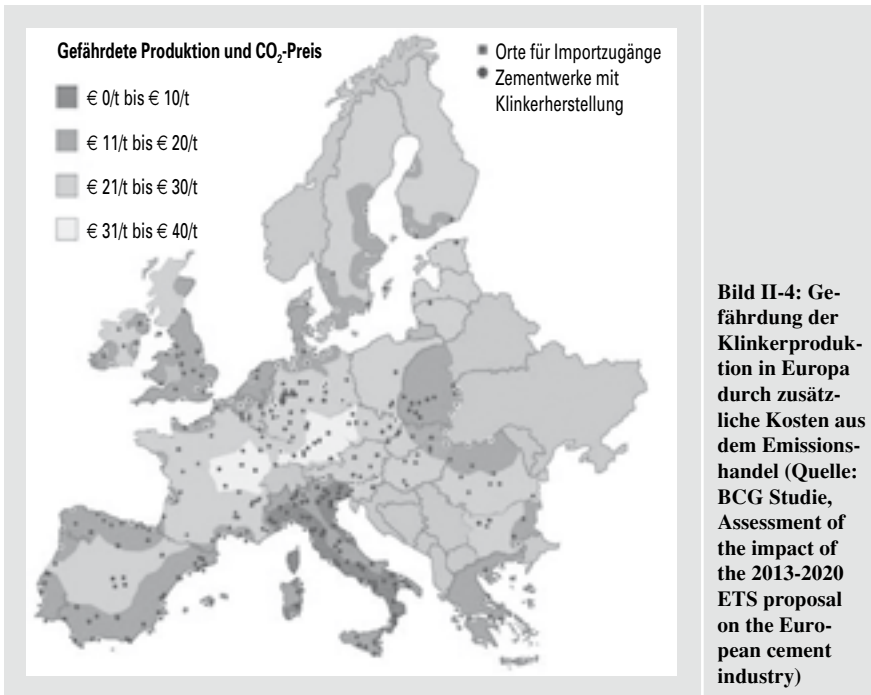 Gefährdete Produktion und CO₂-Preis
€ 0/t bis € 10/t
€ 11/t bis € 20/t
€ 21/t bis € 30/t
€ 31/t bis € 40/t
Orte für Importzugänge
Zementwerke mit
Klinkerherstellung
Bild II-4: Ge-
fährdung der
Klinkerproduk-
tion in Europa
durch zusätz-
liche Kosten aus
dem Emissions-
handel (Quelle:
BCG Studie,
Assessment of
the impact of
the 2013-2020
ETS proposal
on the Euro-
pean cement
industry)